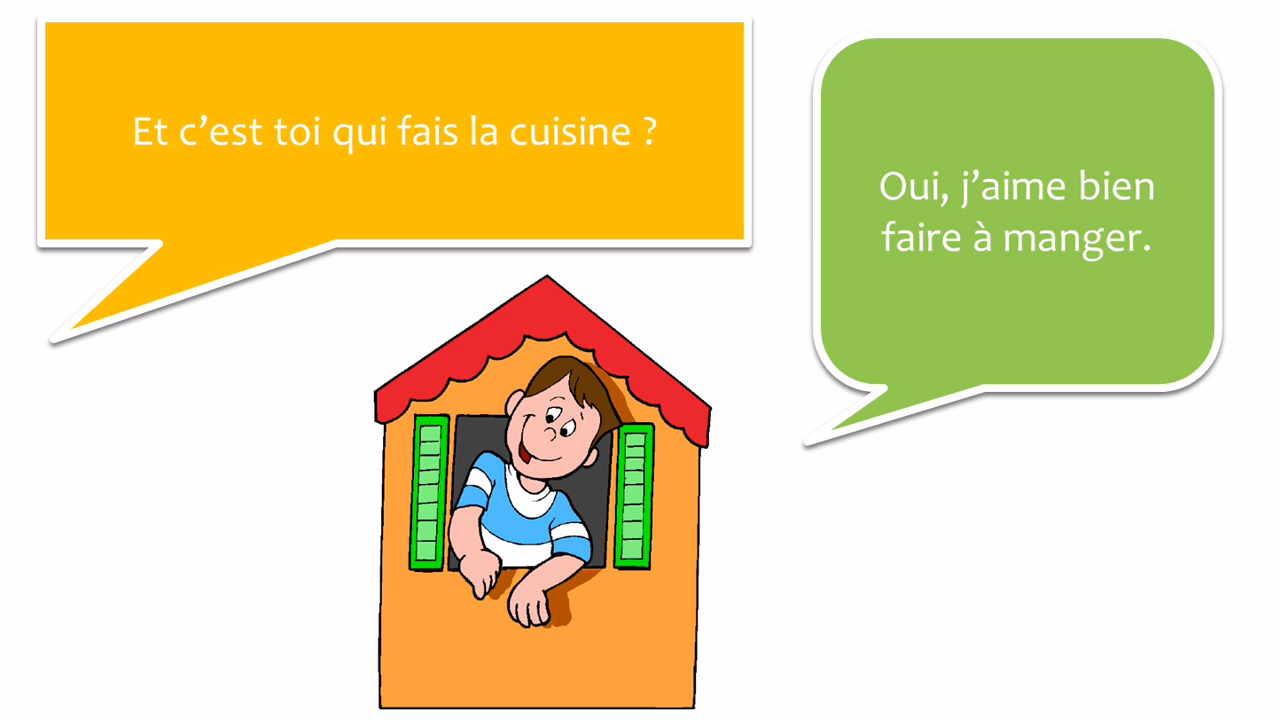 Et c’est toi qui fais la cuisine ?
Oui, j’aime bien
faire à manger.